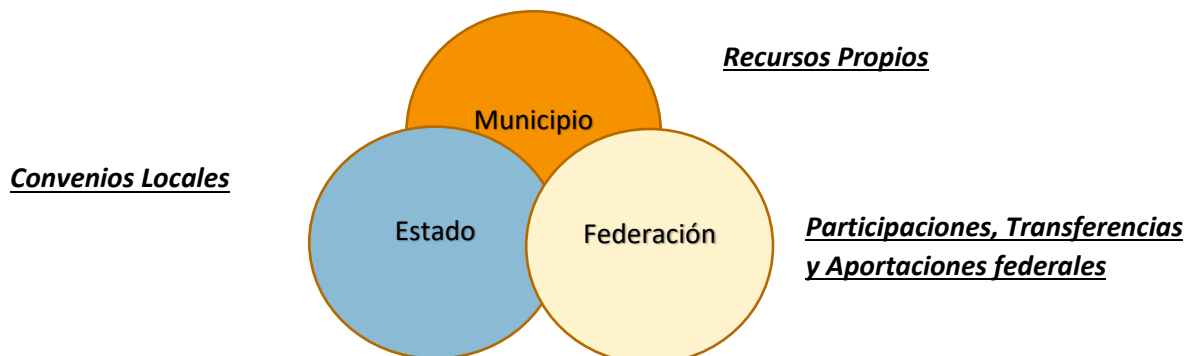 Recursos Propios
Municipio
Convenios Locales
Estado
Federación
Participaciones, Transferencias
y Aportaciones federales